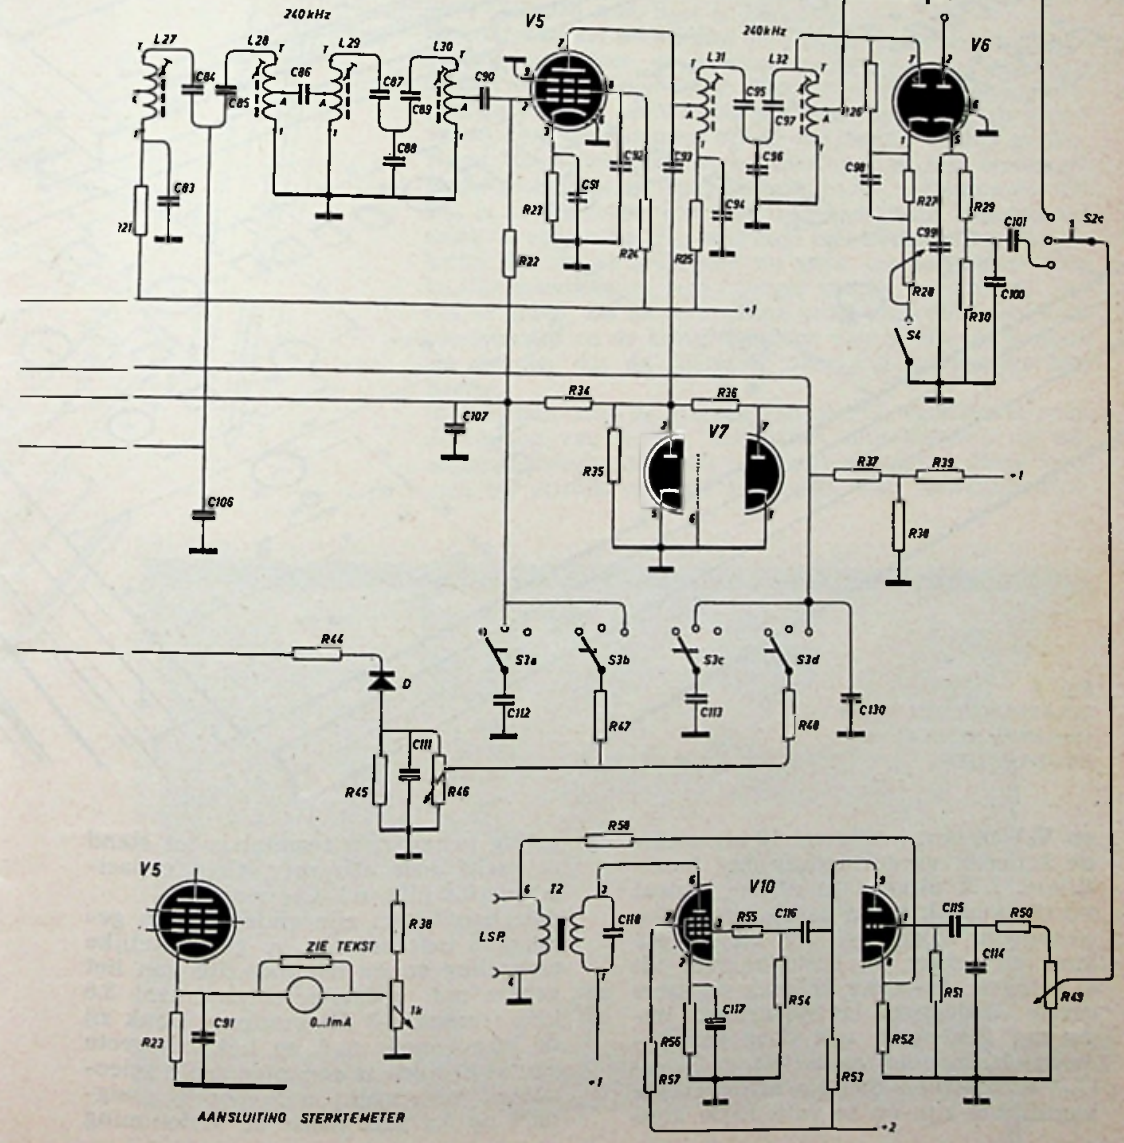 240 kHz
V5
240 kHz
V6
L27
L28
L29
L30
L31
L32
C84
C85
C86
C87
C89
C90
C88
C83
C91
C92
C93
C94
C95
C97
C96
C98
C99
C101
C100
R22
R23
R24
R25
R27
R28
R29
R30
S4
S2c
+1
C107
R34
R35
R36
V7
R37
R39
+1
R38
C106
R44
D
S3a
S3b
S3c
S3d
C112
R47
C113
R48
C130
C111
R45
R46
V5
R38
ZIE TEKST
0...1mA
1k
R23
C91
AANSLUITING STERKTEMETER
R58
T2
LSP.
C118
V10
R55
C116
C115
R50
C114
R49
R51
R52
R53
R54
C117
R56
R57
+1
+2